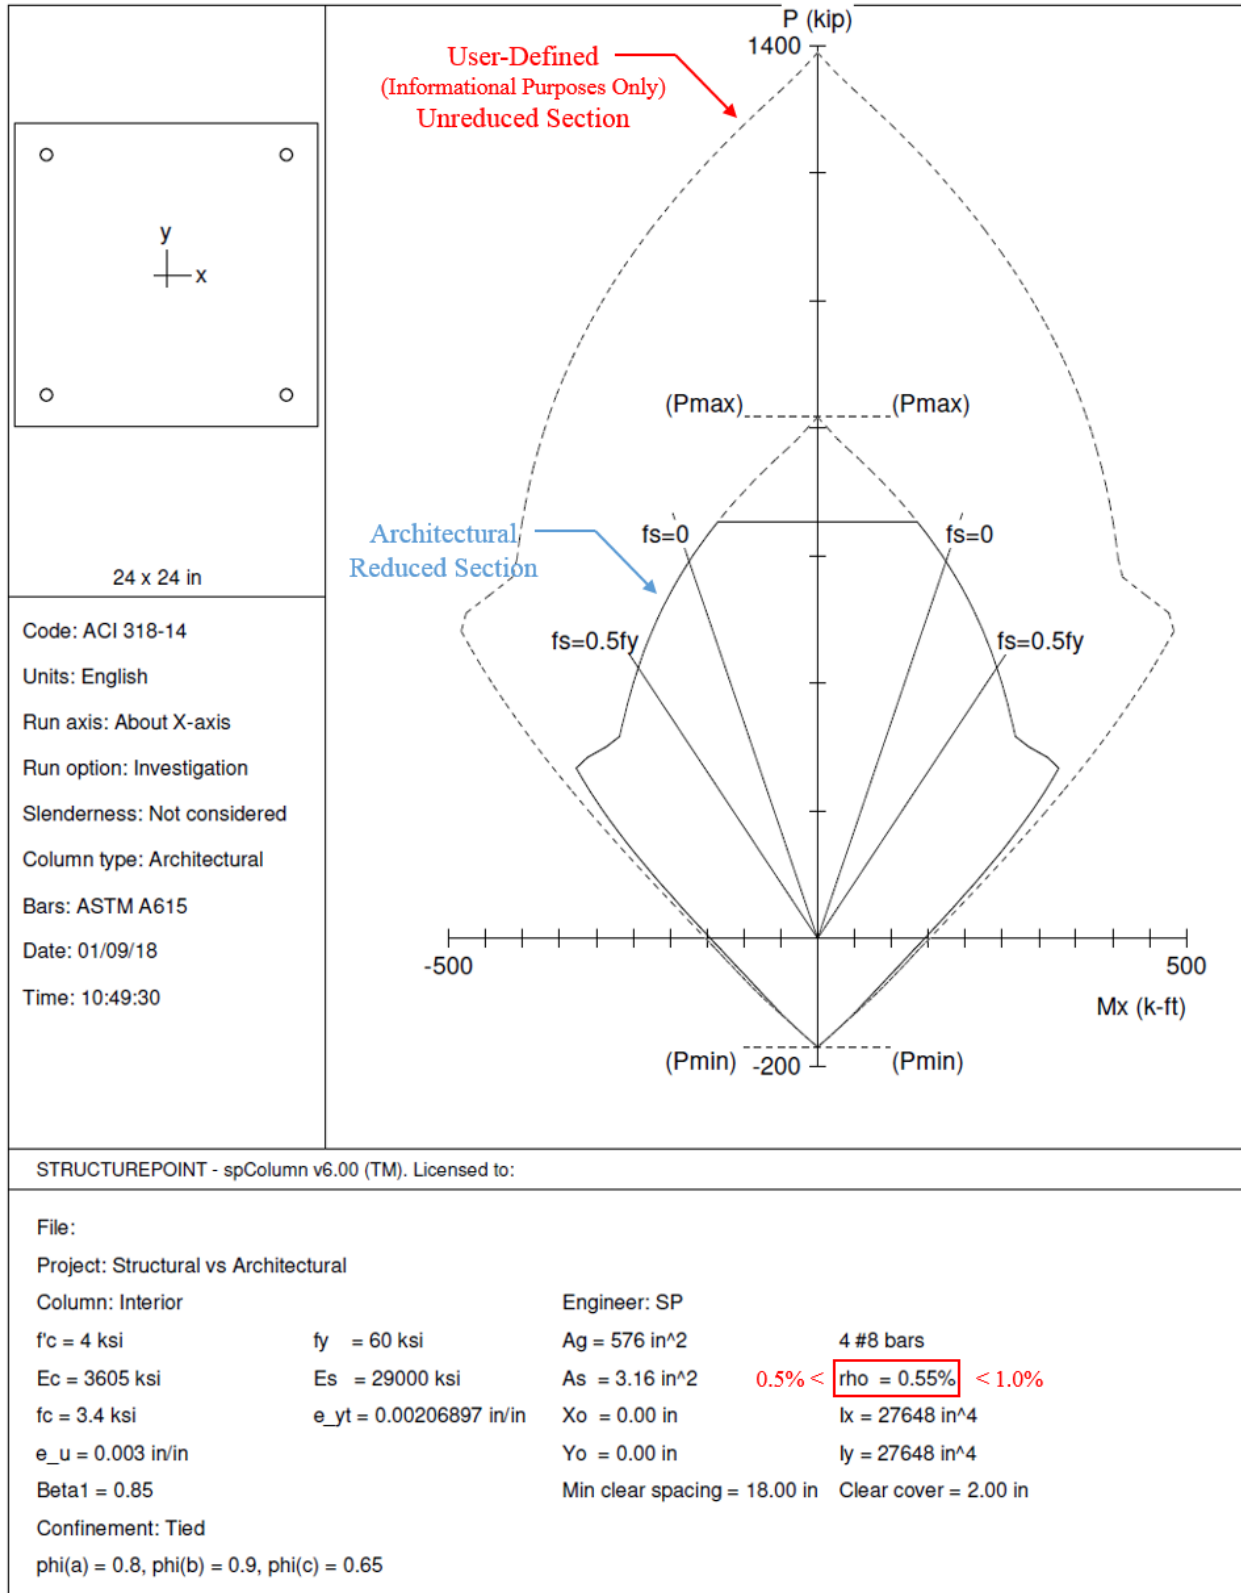 P (kip)
1400
User-Defined
(Informational Purposes Only)
Unreduced Section
y
x
(Pmax) (Pmax)
Architectural
Reduced Section
fs=0 fs=0
24 x 24 in
fs=0.5fy fs=0.5fy
Code: ACI 318-14
Units: English
Run axis: About X-axis
Run option: Investigation
Slenderness: Not considered
Column type: Architectural
Bars: ASTM A615
Date: 01/09/18
Time: 10:49:30
-500 500
Mx (k-ft)
(Pmin) -200 (Pmin)
STRUCTUREPOINT - spColumn v6.00 (TM). Licensed to:
File:
Project: Structural vs Architectural
Column: Interior Engineer: SP
f'c = 4 ksi fy = 60 ksi Ag = 576 in^2 4 #8 bars
Ec = 3605 ksi Es = 29000 ksi As = 3.16 in^2 0.5% < rho = 0.55% < 1.0%
fc = 3.4 ksi e_yt = 0.00206897 in/in Xo = 0.00 in Ix = 27648 in^4
e_u = 0.003 in/in Yo = 0.00 in Iy = 27648 in^4
Beta1 = 0.85 Min clear spacing = 18.00 in Clear cover = 2.00 in
Confinement: Tied
phi(a) = 0.8, phi(b) = 0.9, phi(c) = 0.65